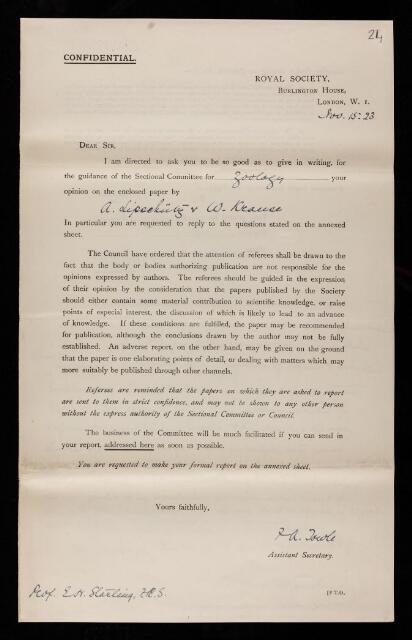 24
CONFIDENTIAL.
ROYAL SOCIETY,
BURLINGTON HOUSE,
LONDON, W. 1.
Nov. 15: 23
DEAR SIR,
I am directed to ask you to be so good as to give in writing, for
the guidance of the Sectional Committee for Zoology your
opinion on the enclosed paper by
A. Lipschütz & W. Krause
In particular you are requested to reply to the questions stated on the annexed
sheet.
The Council have ordered that the attention of referees shall be drawn to the
fact that the body or bodies authorizing publication are not responsible for the
opinions expressed by authors. The referees should be guided in the expression
of their opinion by the consideration that the papers published by the Society
should either contain some material contribution to scientific knowledge, or raise
points of especial interest, the discussion of which is likely to lead to an advance
of knowledge. If these conditions are fulfilled, the paper may be recommended
for publication, although the conclusions drawn by the author may not be fully
established. An adverse report, on the other hand, may be given on the ground
that the paper is one elaborating points of detail, or dealing with matters which may
more suitably be published through other channels.
Referees are reminded that the papers on which they are asked to report
are sent to them in strict confidence, and may not be shown to any other person
without the express authority of the Sectional Committee or Council.
The business of the Committee will be much facilitated if you can send in
your report, addressed here as soon as possible.
You are requested to make your formal report on the annexed sheet.
Yours faithfully,
F A. Towle
Assistant Secretary.
Prof. E. H. Starling, F.R.S.
[P.T.O.